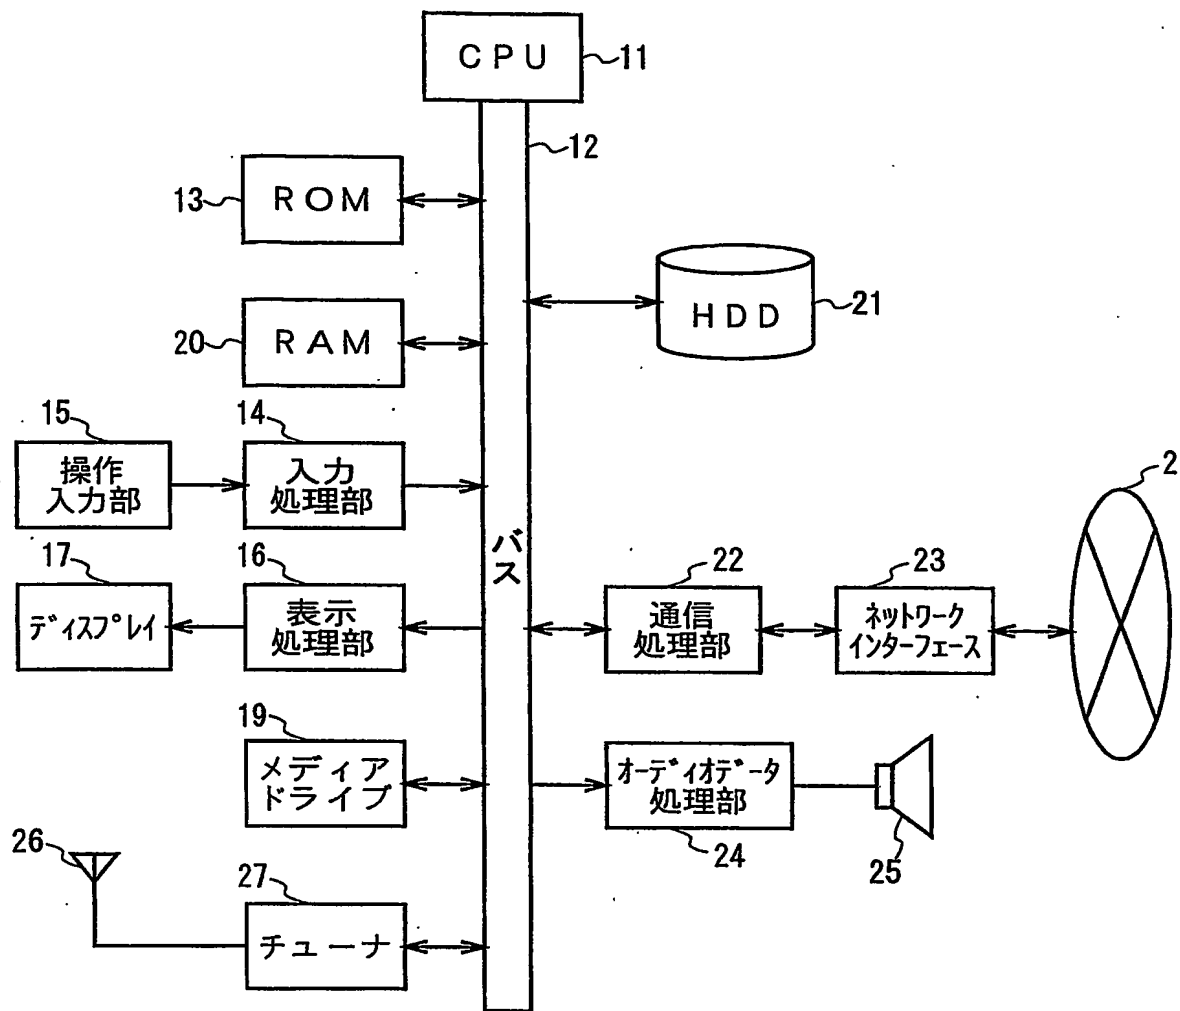 CPU
11
12
ROM
13
HDD
21
RAM
20
15
14
操作
入力部
入力
処理部
2
バス
17
16
ディスプレイ
表示
処理部
22
23
通信
処理部
ネットワーク
インターフェース
19
メディア
ドライブ
オーディオデータ
処理部
24
25
26
27
チューナ